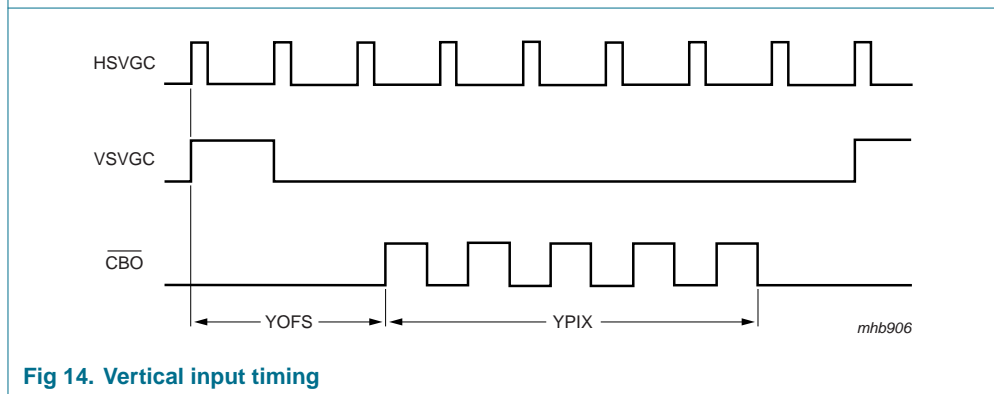 HSVGC
VSVGC
CBO
YOFS
YPIX
mhb906
Fig 14. Vertical input timing